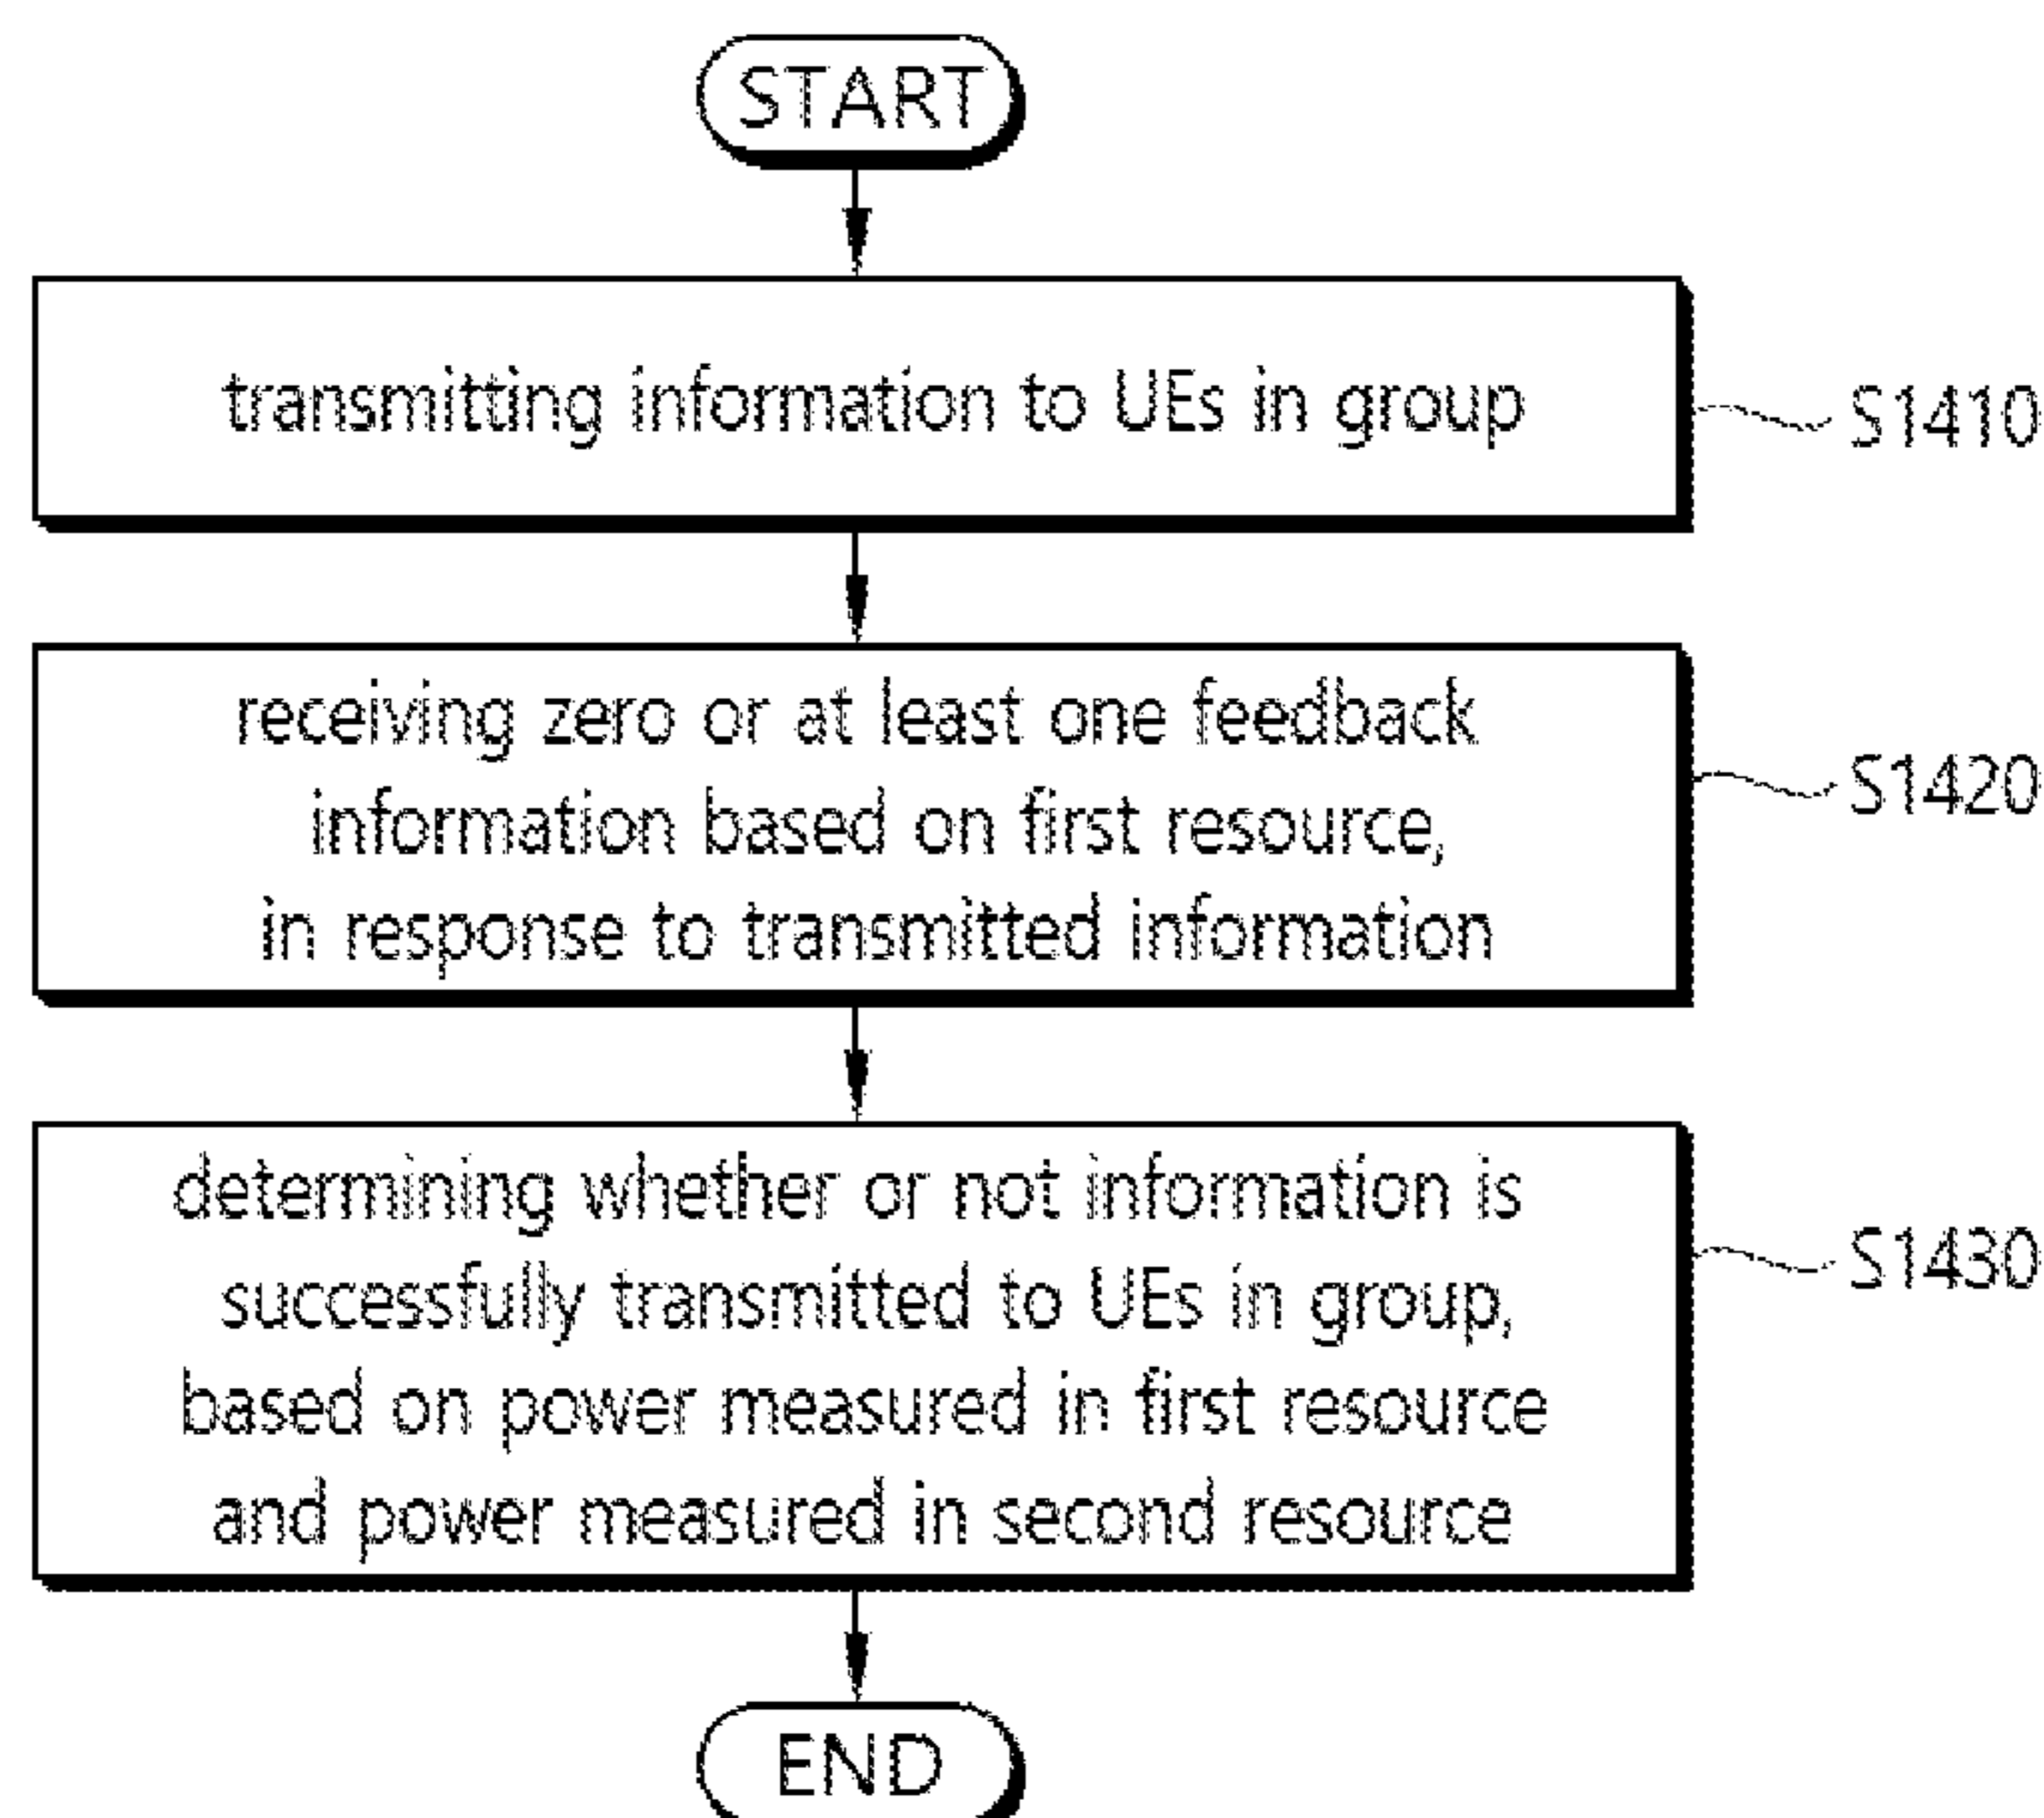 START
transmitting information to UEs in group
S1410
receiving zero or at least one feedback
information based on first resource,
in response to transmitted information
S1420
determining whether or not information is
successfully transmitted to UEs in group,
based on power measured in first resource
and power measured in second resource
S1430
END